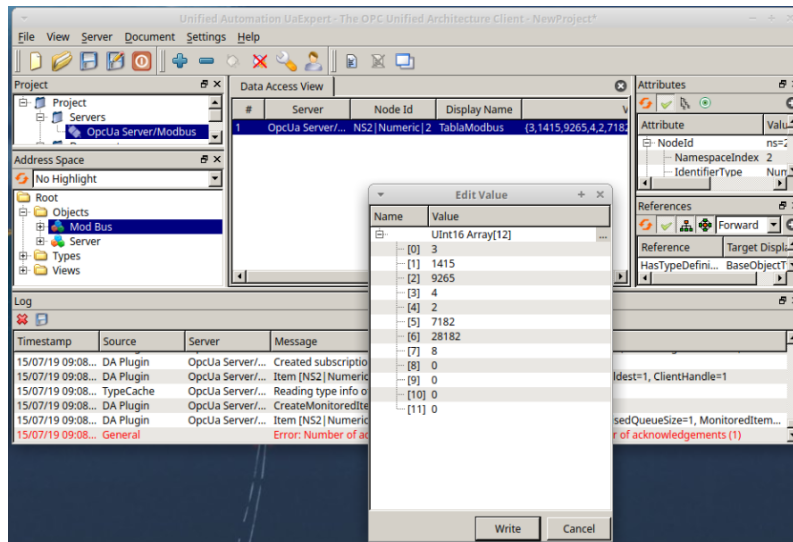 Unified Automation UaExpert - The OPC Unified Architecture Client - NewProject*
File View Server Document Settings Help
Project
Project
Servers
OpcUa Server/Modbus
Address Space
No Highlight
Root
Objects
Mod Bus
Server
Types
Views
Data Access View
# Server Node Id Display Name V
1 OpcUa Server/... NS2|Numeric|2 TablaModbus {3,1415,9265,4,2,7182
Attributes
Attribute Valu
NodeId ns=2
NamespaceIndex 2
IdentifierType Num
References
Forward
Reference Target Displa
HasTypeDefini... BaseObjectT
Edit Value
Name Value
UInt16 Array[12] ...
[0] 3
[1] 1415
[2] 9265
[3] 4
[4] 2
[5] 7182
[6] 28182
[7] 8
[8] 0
[9] 0
[10] 0
[11] 0
Write Cancel
Log
Timestamp Source Server Message
15/07/19 09:08... DA Plugin OpcUa Server/... Created subscriptio
15/07/19 09:08... DA Plugin OpcUa Server/... Item [NS2|Numeric ldest=1, ClientHandle=1
15/07/19 09:08... TypeCache OpcUa Server/... Reading type info o
15/07/19 09:08... DA Plugin OpcUa Server/... CreateMonitoredIte
15/07/19 09:08... DA Plugin OpcUa Server/... Item [NS2|Numeric sedQueueSize=1, MonitoredItem...
15/07/19 09:08... General Error: Number of ac r of acknowledgements (1)